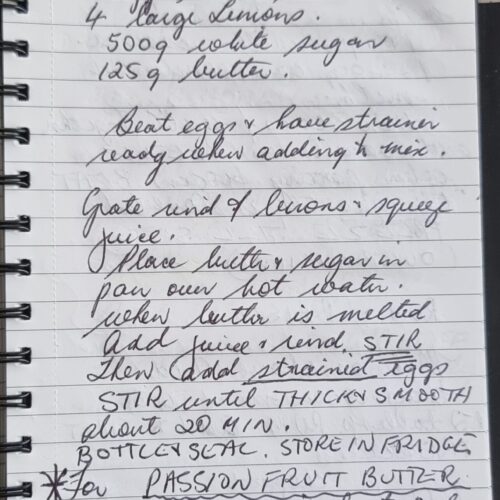 4 large Lemons.
500g white sugar
125g butter.
Beat eggs & have strainer
ready when adding to mix.
Grate rind of lemons & squeeze
juice.
Place butter & sugar in
pan over hot water.
when butter is melted
add juice & rind. STIR
Then add strained eggs
STIR until THICK & SMOOTH
about 20 MIN.
BOTTLE & SEAL. STORE IN FRIDGE
*For PASSION FRUIT BUTTER